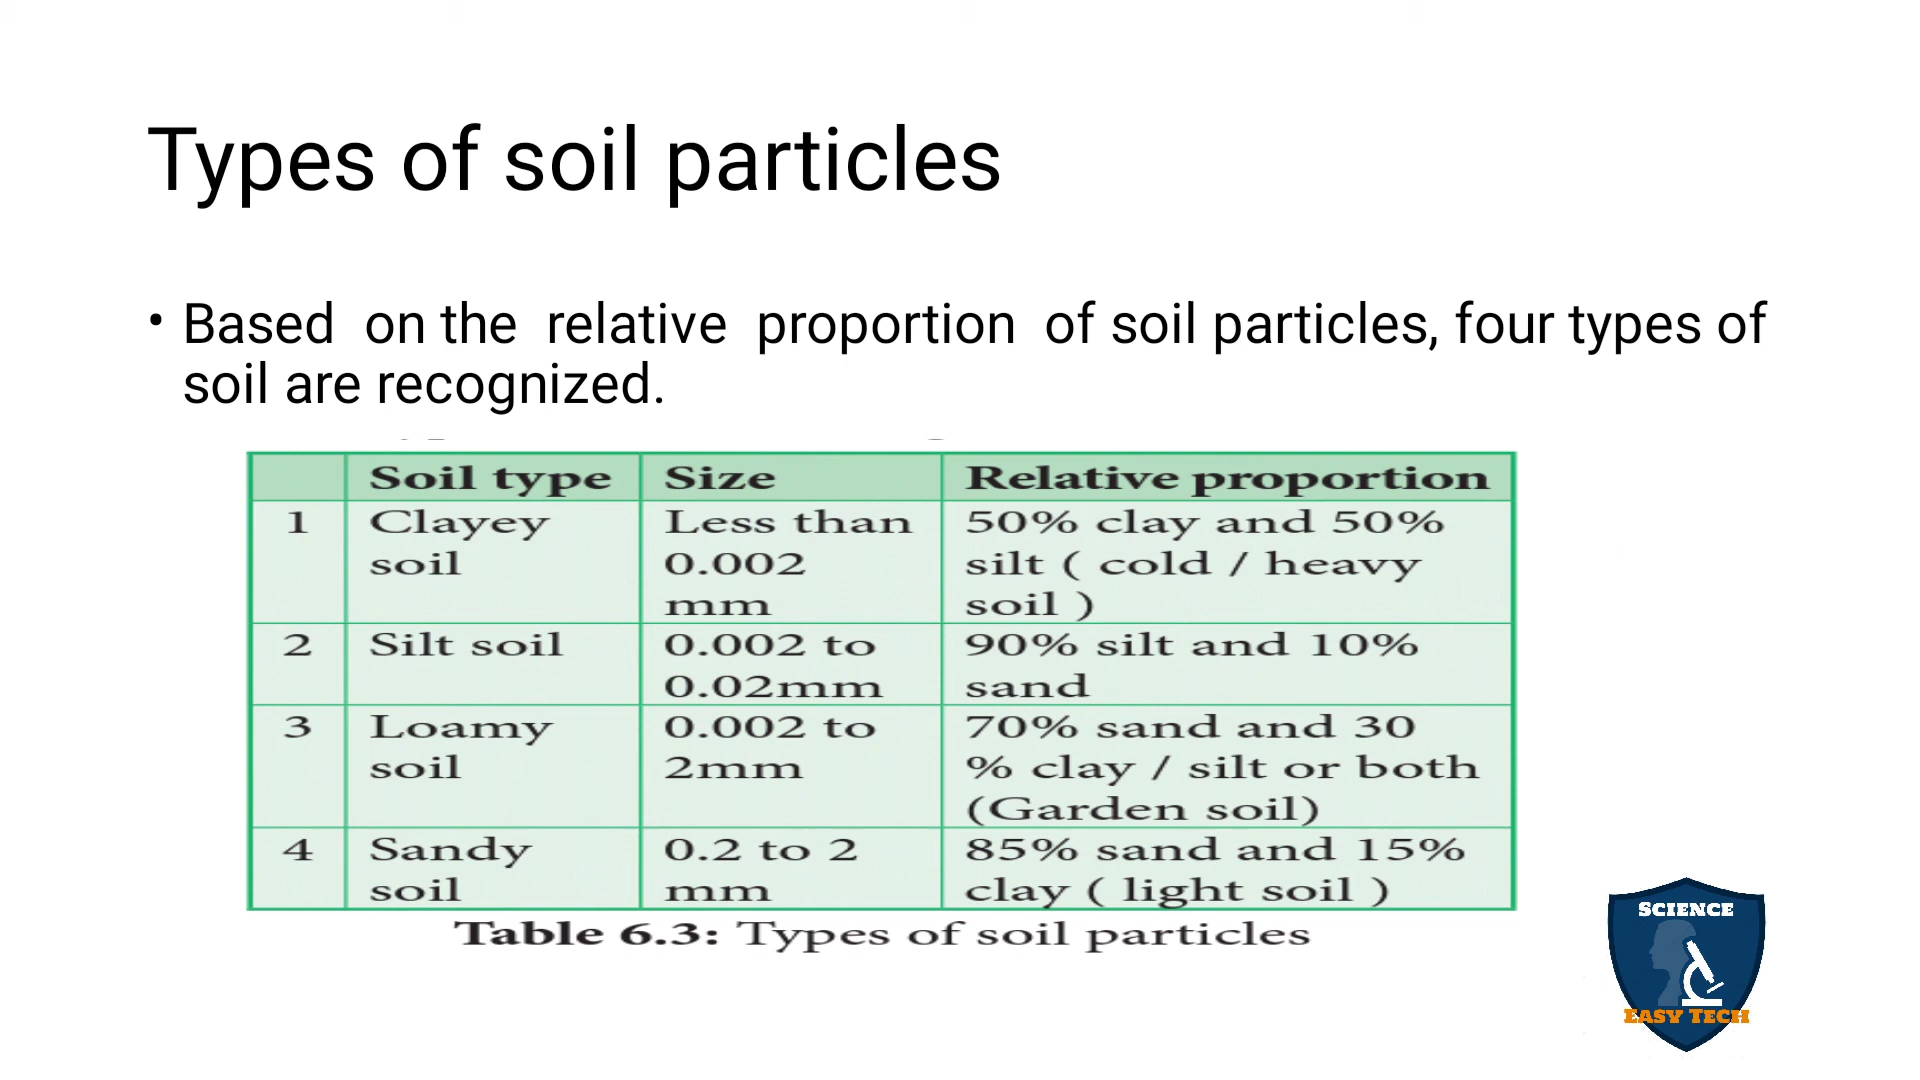 Types of soil particles
• Based on the relative proportion of soil particles, four types of
soil are recognized.
Soil type Size Relative proportion
1 Clayey Less than 50% clay and 50%
soil 0.002 silt ( cold / heavy
mm soil )
2 Silt soil 0.002 to 90% silt and 10%
0.02mm sand
3 Loamy 0.002 to 70% sand and 30
soil 2mm % clay / silt or both
(Garden soil)
4 Sandy 0.2 to 2 85% sand and 15%
soil mm clay ( light soil )
Table 6.3: Types of soil particles
SCIENCE
EASY TECH